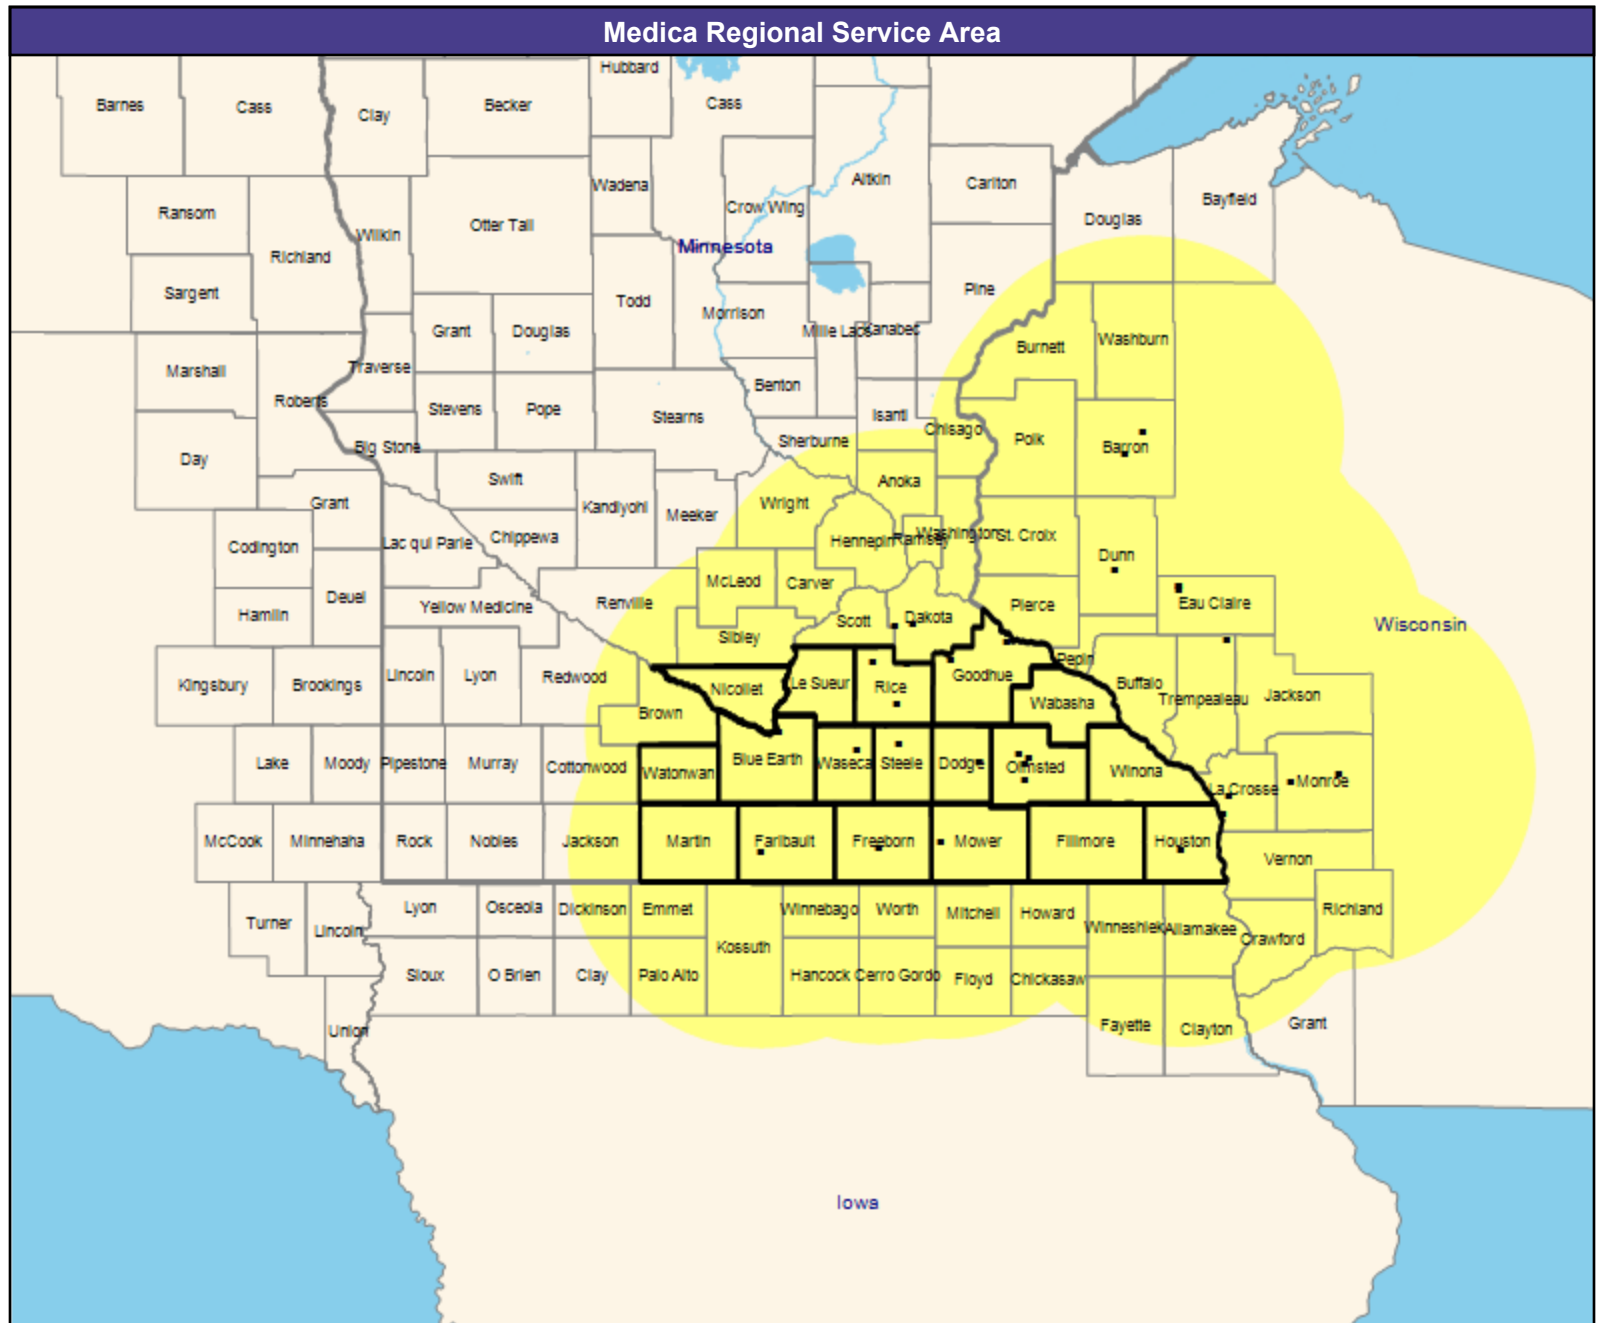 Medica Regional Service Area
Hubbard
Barnes
Cass
Clay
Becker
Cass
Wadena
Aitkin
Carlton
Ransom
Otter Tail
Crow Wing
Douglas
Bayfield
Wilkin
Richland
Minnesota
Sargent
Todd
Pine
Morrison
Grant
Douglas
Mille Lacs
Kanabec
Burnett
Washburn
Marshall
Traverse
Roberts
Stevens
Pope
Stearns
Benton
Isanti
Chisago
Polk
Barron
Big Stone
Sherburne
Day
Swift
Anoka
Grant
Kandiyohi
Meeker
Wright
Codington
Lac qui Parle
Chippewa
Hennepin
Ramsey
Washington
St. Croix
Dunn
Deuel
Yellow Medicine
Renville
McLeod
Carver
Pierce
Eau Claire
Hamlin
Scott
Dakota
Wisconsin
Sibley
Pepin
Kingsbury
Brookings
Lincoln
Lyon
Redwood
Nicollet
Le Sueur
Rice
Goodhue
Buffalo
Trempealeau
Jackson
Brown
Wabasha
Lake
Moody
Pipestone
Murray
Cottonwood
Watonwan
Blue Earth
Waseca
Steele
Dodge
Olmsted
Winona
La Crosse
Monroe
McCook
Minnehaha
Rock
Nobles
Jackson
Martin
Faribault
Freeborn
Mower
Fillmore
Houston
Vernon
Turner
Lincoln
Lyon
Osceola
Dickinson
Emmet
Winnebago
Worth
Mitchell
Howard
Winneshiek
Allamakee
Crawford
Richland
Kossuth
Sioux
O Brien
Clay
Palo Alto
Hancock
Cerro Gordo
Floyd
Chickasaw
Union
Fayette
Clayton
Grant
Iowa